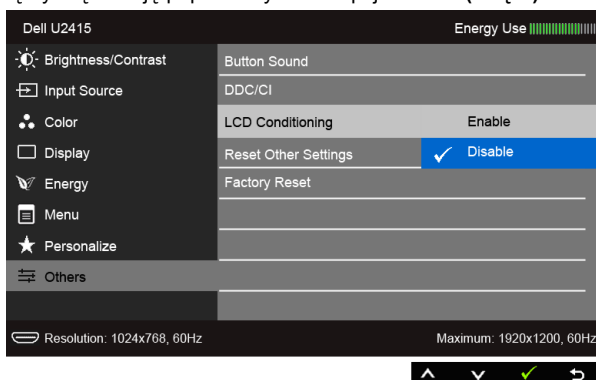 Dell U2415 Energy Use
Brightness/Contrast Button Sound
Input Source DDC/CI
Color LCD Conditioning Enable
Display Reset Other Settings Disable
Energy Factory Reset
Menu
Personalize
Others
Resolution: 1024x768, 60Hz Maximum: 1920x1200, 60Hz